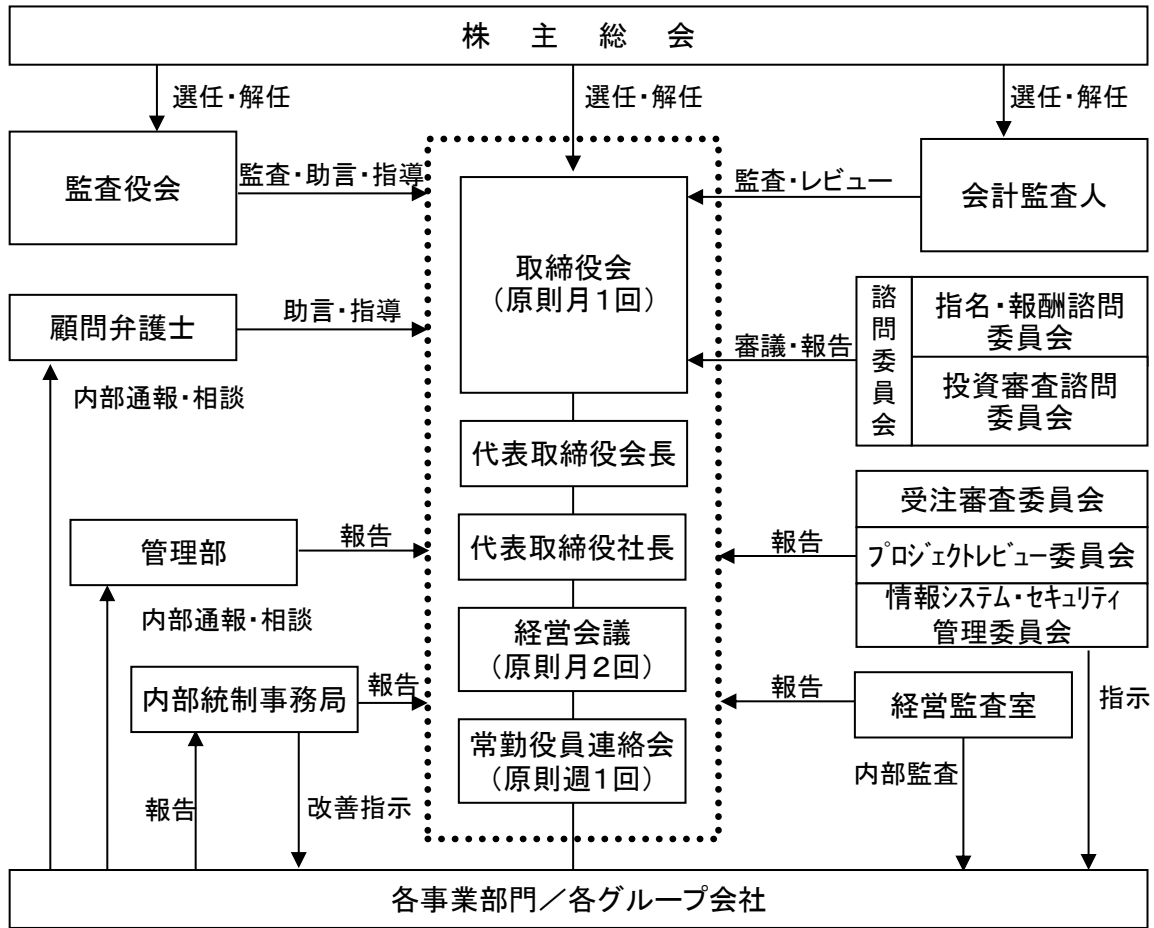 株主総会
選任・解任
選任・解任
選任・解任
監査役会
監査・助言・指導
監査・レビュー
会計監査人
取締役会
(原則月1回)
顧問弁護士
助言・指導
諮問委員会
指名・報酬諮問
委員会
審議・報告
投資審査諮問
委員会
内部通報・相談
代表取締役会長
受注審査委員会
管理部
報告
代表取締役社長
報告
プロジェクトレビュー委員会
情報システム・セキュリティ
管理委員会
内部通報・相談
経営会議
(原則月2回)
内部統制事務局
報告
報告
経営監査室
指示
常勤役員連絡会
(原則週1回)
報告
改善指示
内部監査
各事業部門/各グループ会社